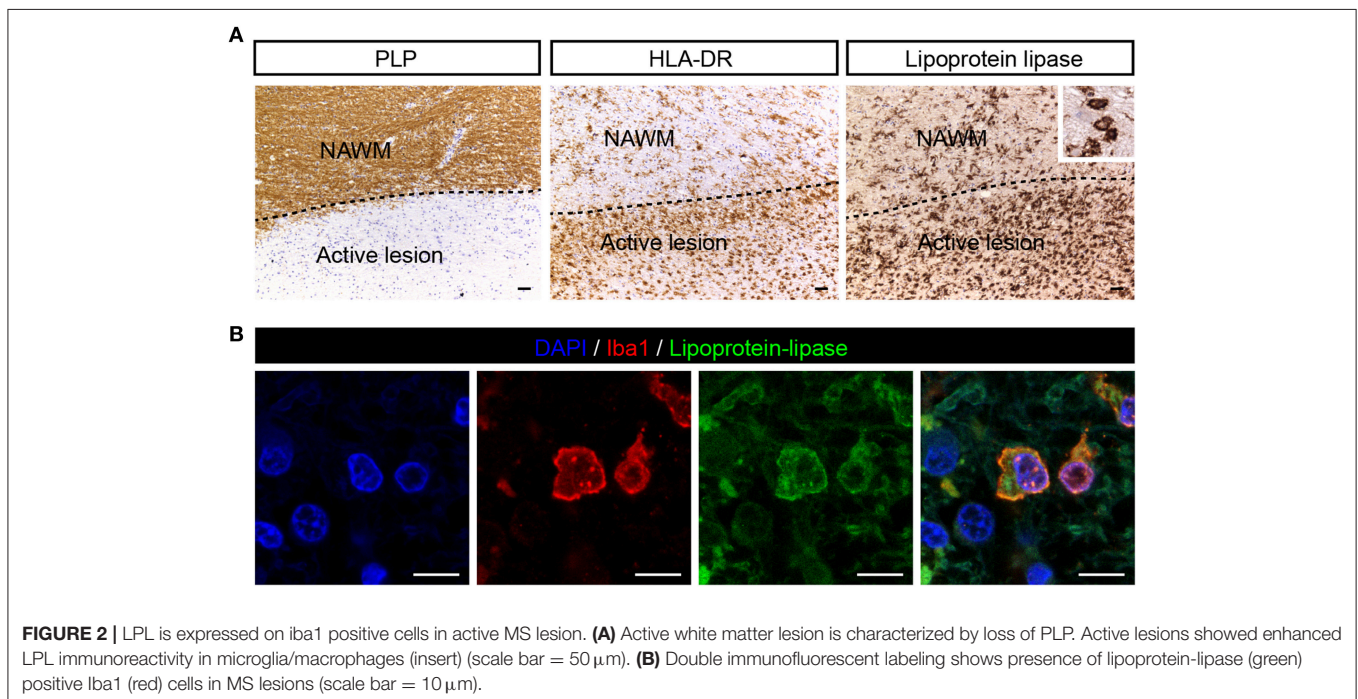 A
PLP
HLA-DR
Lipoprotein lipase
NAWM
NAWM
NAWM
Active lesion
Active lesion
Active lesion
B
DAPI / Iba1 / Lipoprotein-lipase
FIGURE 2 | LPL is expressed on iba1 positive cells in active MS lesion. (A) Active white matter lesion is characterized by loss of PLP. Active lesions showed enhanced
LPL immunoreactivity in microglia/macrophages (insert) (scale bar = 50 μm). (B) Double immunofluorescent labeling shows presence of lipoprotein-lipase (green)
positive Iba1 (red) cells in MS lesions (scale bar = 10 μm).